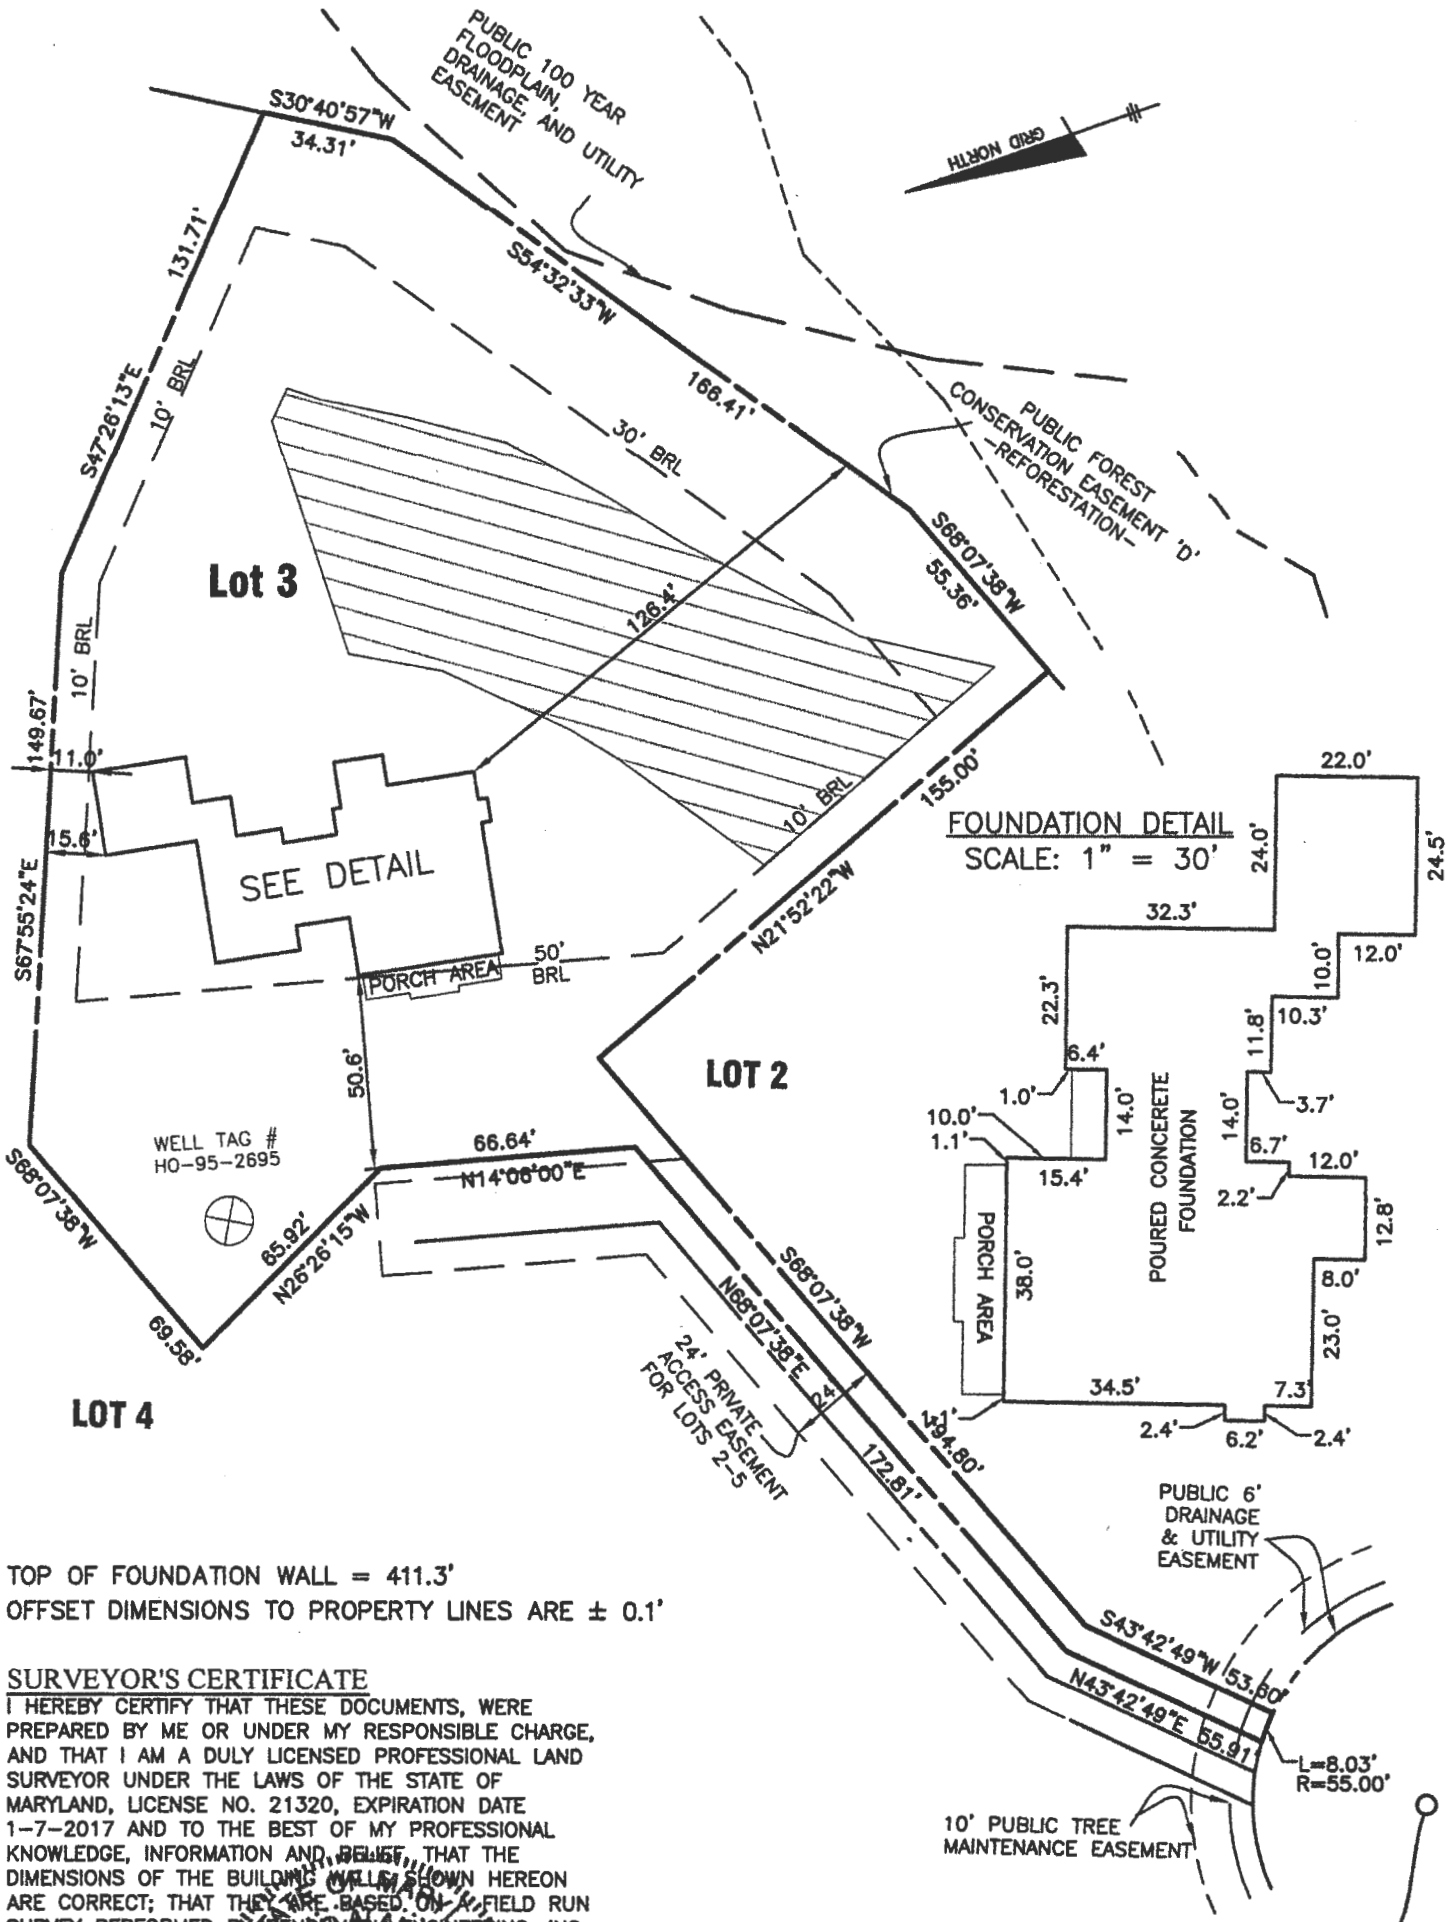 PUBLIC 100 YEAR
FLOODPLAIN,
DRAINAGE, AND UTILITY
EASEMENT
S30°40'57"W
34.31'
GRID NORTH
131.71'
S47°26'13"E
10' BRL
S54°32'33"W
166.41'
30' BRL
PUBLIC FOREST
CONSERVATION EASEMENT 'D'
-REFORESTATION-
S68°07'38"W
55.36'
Lot 3
126.4'
10' BRL
149.67'
11.0'
15.6'
S67°55'24"E
SEE DETAIL
10' BRL
155.00'
N21°52'22"W
50'
BRL
PORCH AREA
50.6'
LOT 2
FOUNDATION DETAIL
SCALE: 1" = 30'
22.0'
24.0'
24.5'
32.3'
12.0'
10.0'
10.3'
22.3'
11.8'
6.4'
1.0'
3.7'
14.0'
14.0'
10.0'
1.1'
15.4'
6.7'
12.0'
2.2'
12.8'
8.0'
POURED CONCRETE
FOUNDATION
PORCH AREA
38.0'
23.0'
34.5'
7.3'
1.1'
2.4'
6.2'
2.4'
WELL TAG #
HO-95-2695
66.64'
N14°06'00"E
S68°07'38"W
69.58'
65.92'
N26°26'15"W
LOT 4
S68°07'38"W
194.80'
N68°07'38"E
172.81'
24'
24' PRIVATE
ACCESS EASEMENT
FOR LOTS 2-5
PUBLIC 6'
DRAINAGE
& UTILITY
EASEMENT
S43°42'49"W
53.60'
N43°42'49"E
55.91'
L=8.03'
R=55.00'
10' PUBLIC TREE
MAINTENANCE EASEMENT
TOP OF FOUNDATION WALL = 411.3'
OFFSET DIMENSIONS TO PROPERTY LINES ARE ± 0.1'
SURVEYOR'S CERTIFICATE
I HEREBY CERTIFY THAT THESE DOCUMENTS, WERE
PREPARED BY ME OR UNDER MY RESPONSIBLE CHARGE,
AND THAT I AM A DULY LICENSED PROFESSIONAL LAND
SURVEYOR UNDER THE LAWS OF THE STATE OF
MARYLAND, LICENSE NO. 21320, EXPIRATION DATE
1-7-2017 AND TO THE BEST OF MY PROFESSIONAL
KNOWLEDGE, INFORMATION AND BELIEF, THAT THE
DIMENSIONS OF THE BUILDING WALLS SHOWN HEREON
ARE CORRECT; THAT THEY ARE BASED ON A FIELD RUN